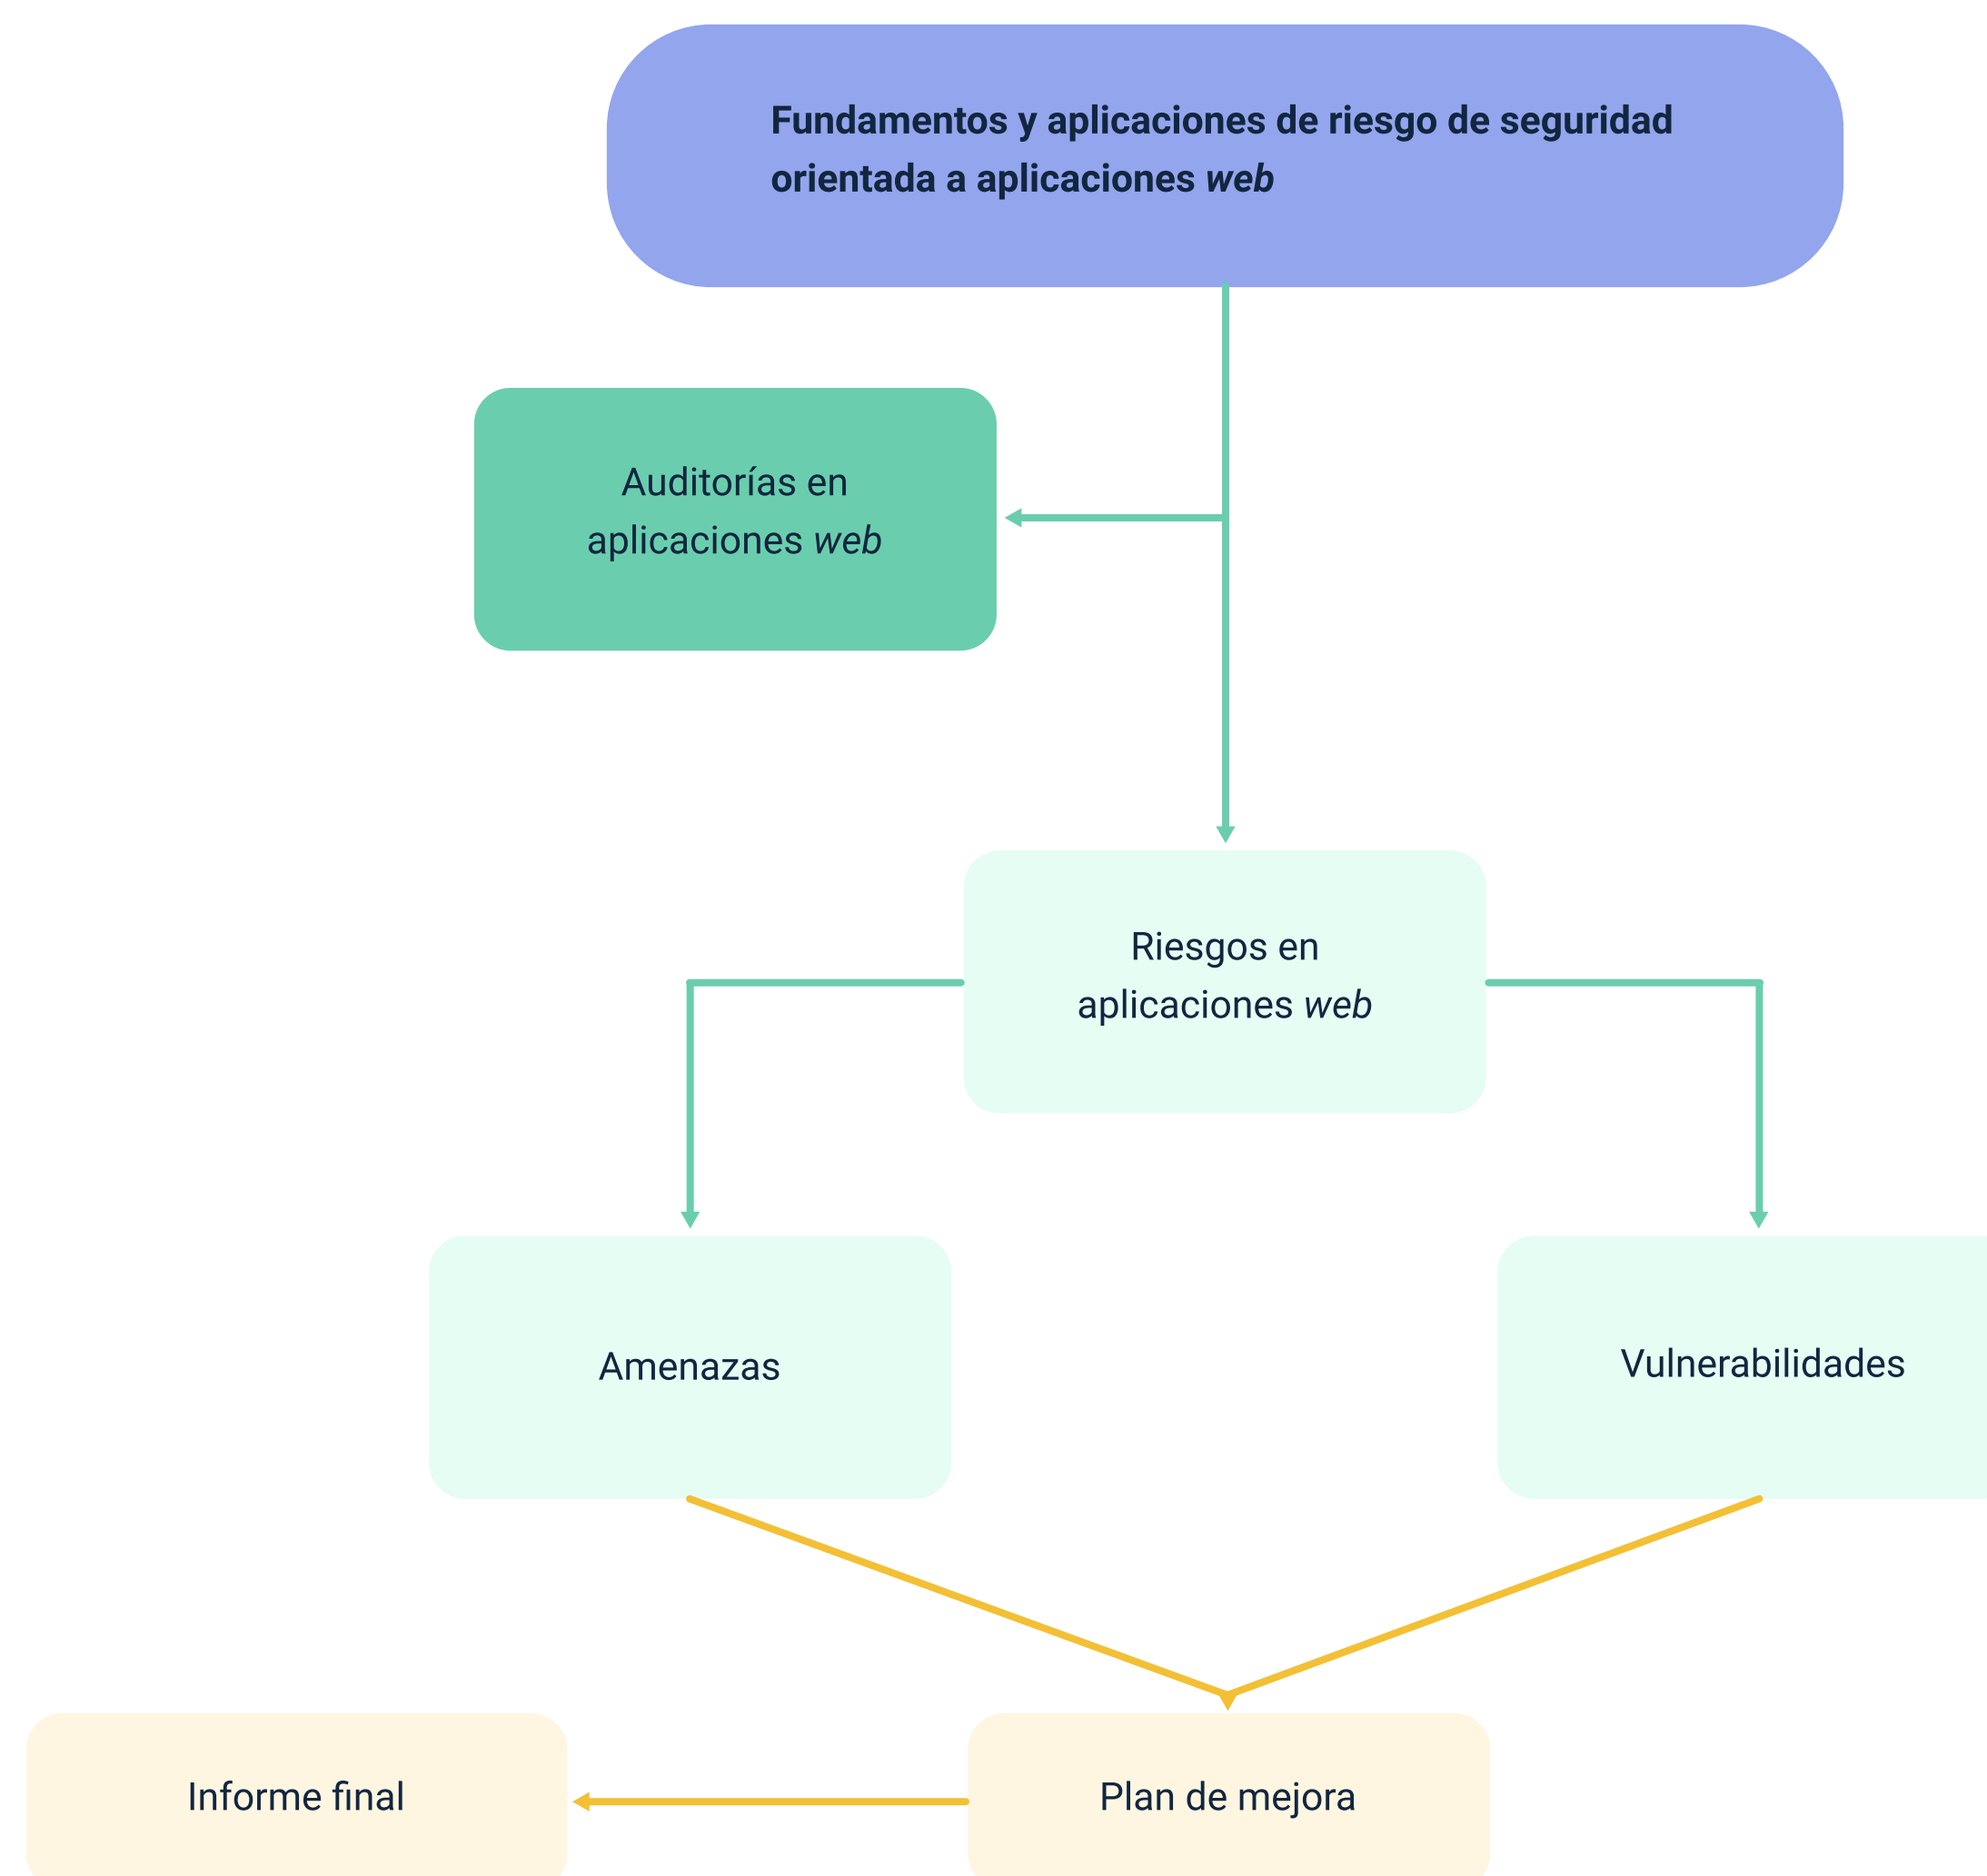 Fundamentos y aplicaciones de riesgo de seguridad
orientada a aplicaciones web
Auditorías en
aplicaciones web
Riesgos en
aplicaciones web
Amenazas
Vulnerabilidades
Informe final
Plan de mejora